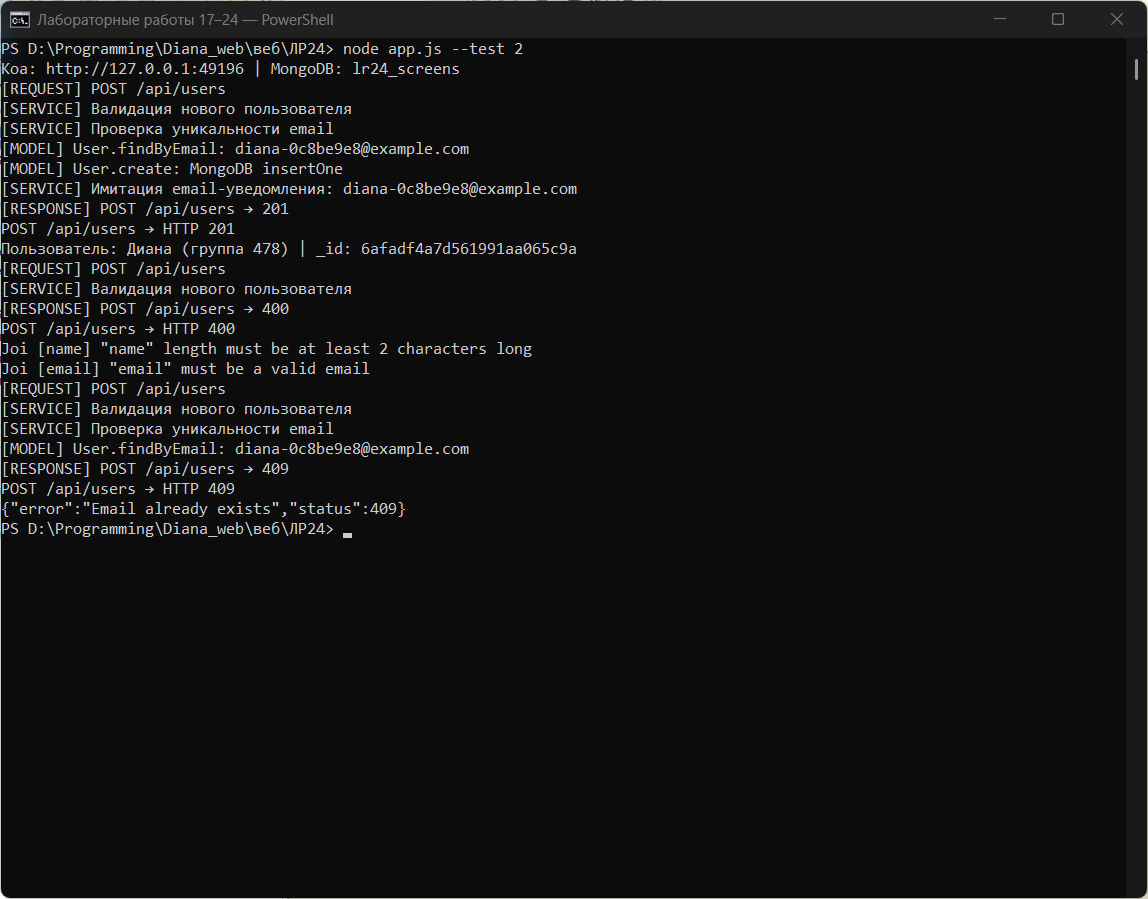 Лабораторные работы 17–24 — PowerShell
PS D:\Programming\Diana_web\веб\ЛР24> node app.js --test 2
Koa: http://127.0.0.1:49196 | MongoDB: lr24_screens
[REQUEST] POST /api/users
[SERVICE] Валидация нового пользователя
[SERVICE] Проверка уникальности email
[MODEL] User.findByEmail: diana-0c8be9e8@example.com
[MODEL] User.create: MongoDB insertOne
[SERVICE] Имитация email-уведомления: diana-0c8be9e8@example.com
[RESPONSE] POST /api/users → 201
POST /api/users → HTTP 201
Пользователь: Диана (группа 478) | _id: 6afadf4a7d561991aa065c9a
[REQUEST] POST /api/users
[SERVICE] Валидация нового пользователя
[RESPONSE] POST /api/users → 400
POST /api/users → HTTP 400
Joi [name] "name" length must be at least 2 characters long
Joi [email] "email" must be a valid email
[REQUEST] POST /api/users
[SERVICE] Валидация нового пользователя
[SERVICE] Проверка уникальности email
[MODEL] User.findByEmail: diana-0c8be9e8@example.com
[RESPONSE] POST /api/users → 409
POST /api/users → HTTP 409
{"error":"Email already exists","status":409}
PS D:\Programming\Diana_web\веб\ЛР24>